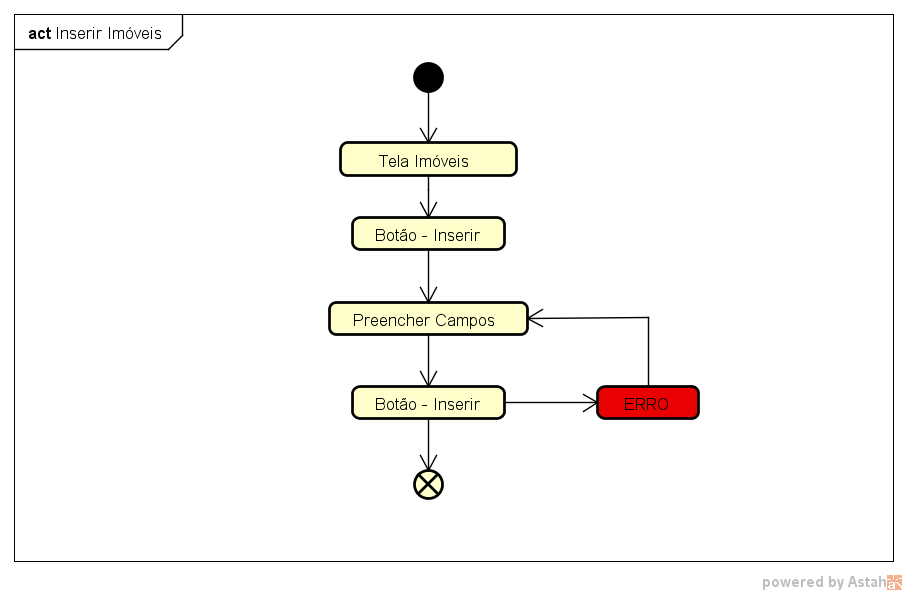 act Inserir Imóveis
Tela Imóveis
Botão - Inserir
Preencher Campos
Botão - Inserir
ERRO
powered by Astah